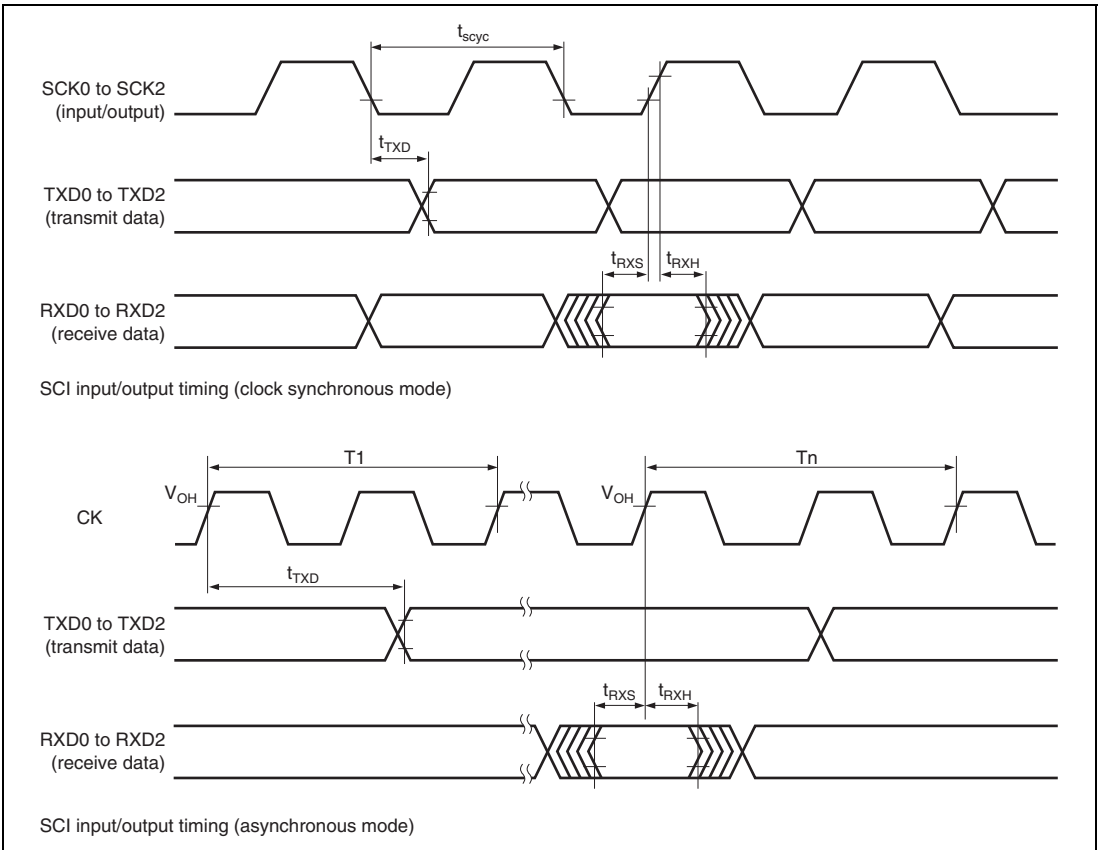 tscyc
SCK0 to SCK2
(input/output)
tTXD
TXD0 to TXD2
(transmit data)
tRXS tRXH
RXD0 to RXD2
(receive data)
SCI input/output timing (clock synchronous mode)
T1 Tn
VOH VOH
CK
tTXD
TXD0 to TXD2
(transmit data)
tRXS tRXH
RXD0 to RXD2
(receive data)
SCI input/output timing (asynchronous mode)